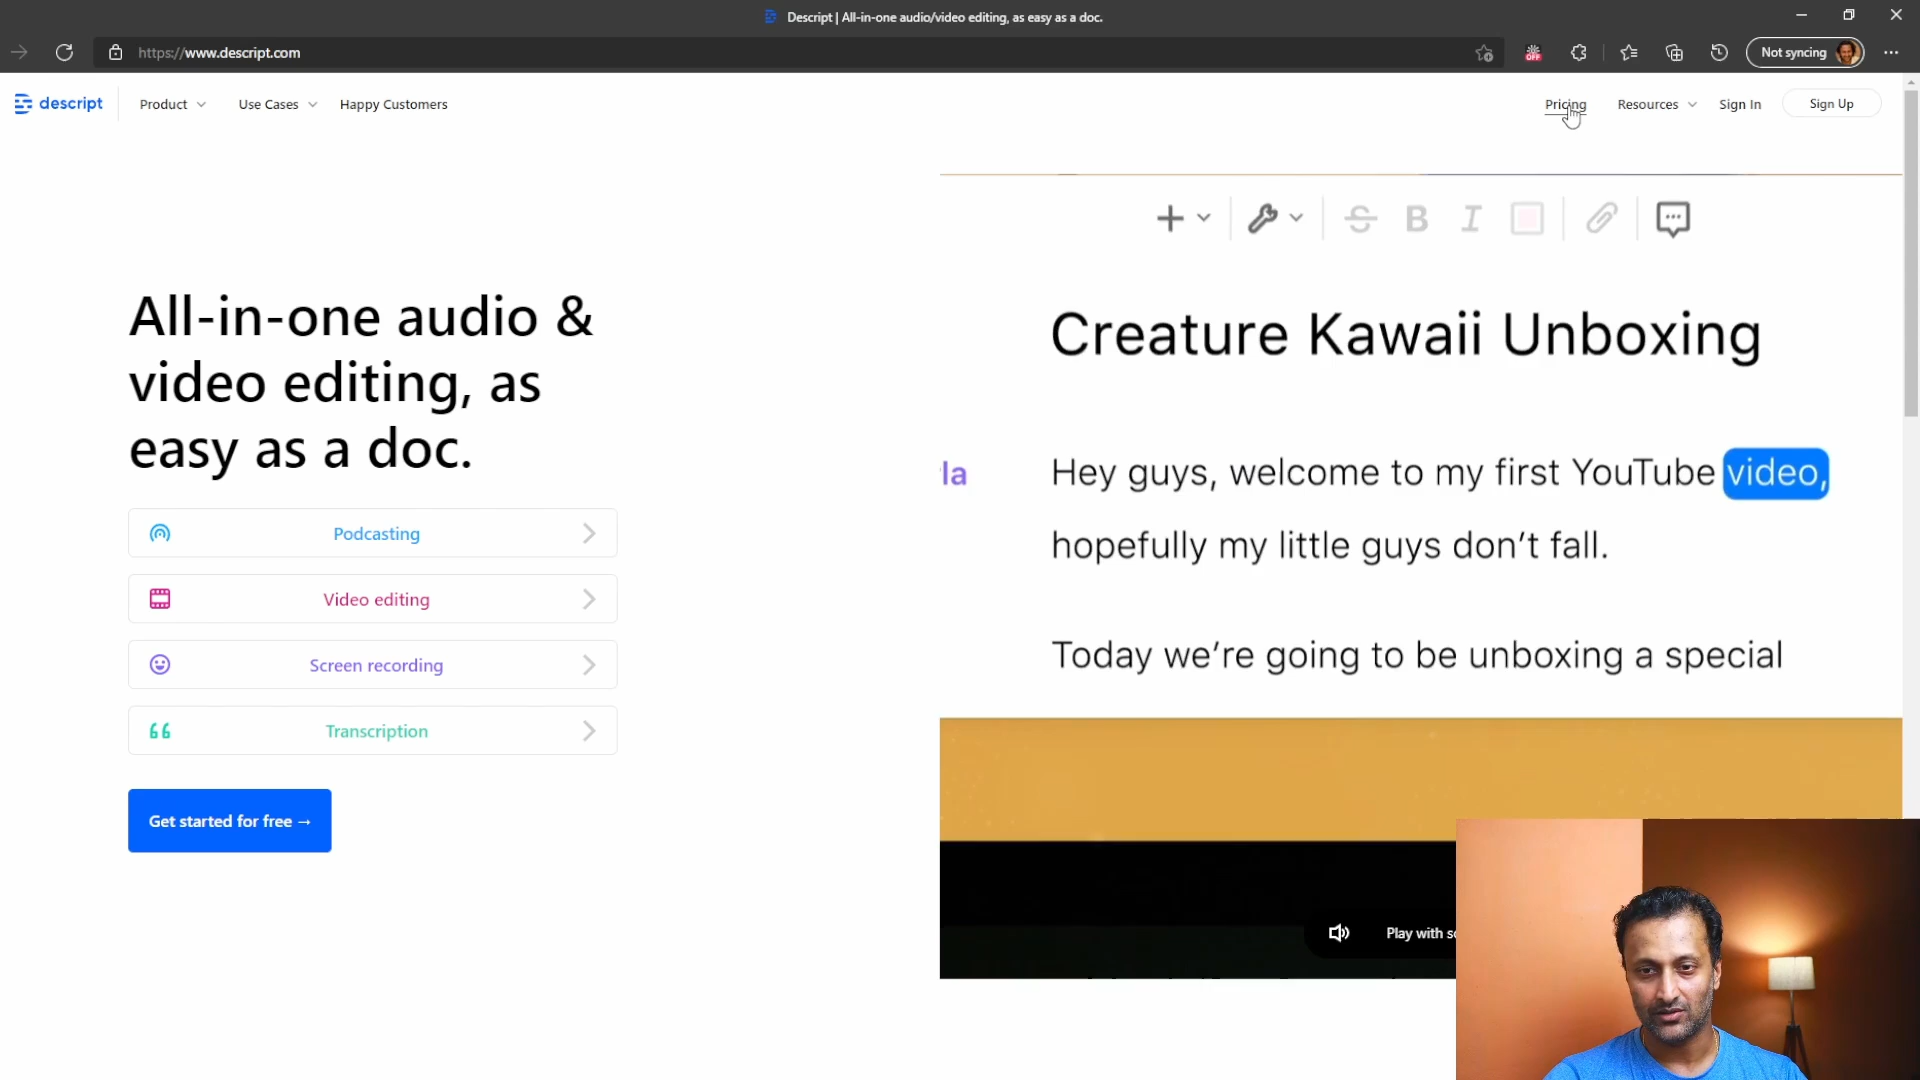 Descript | All-in-one audio/video editing, as easy as a doc.
https://www.descript.com
OFF
Not syncing
descript
Product
Use Cases
Happy Customers
Pricing
Resources
Sign In
Sign Up
All-in-one audio &
video editing, as
easy as a doc.
Podcasting
Video editing
Screen recording
Transcription
Get started for free →
B I
Creature Kawaii Unboxing
la
Hey guys, welcome to my first YouTube video,
hopefully my little guys don't fall.
Today we're going to be unboxing a special
Play with